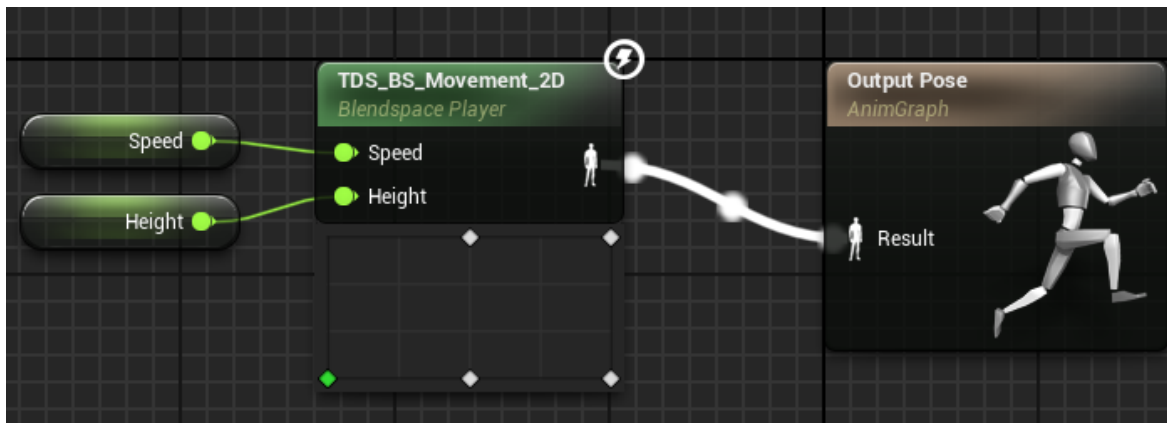 Speed
Height
TDS_BS_Movement_2D
Blendspace Player
Speed
Height
Output Pose
AnimGraph
Result